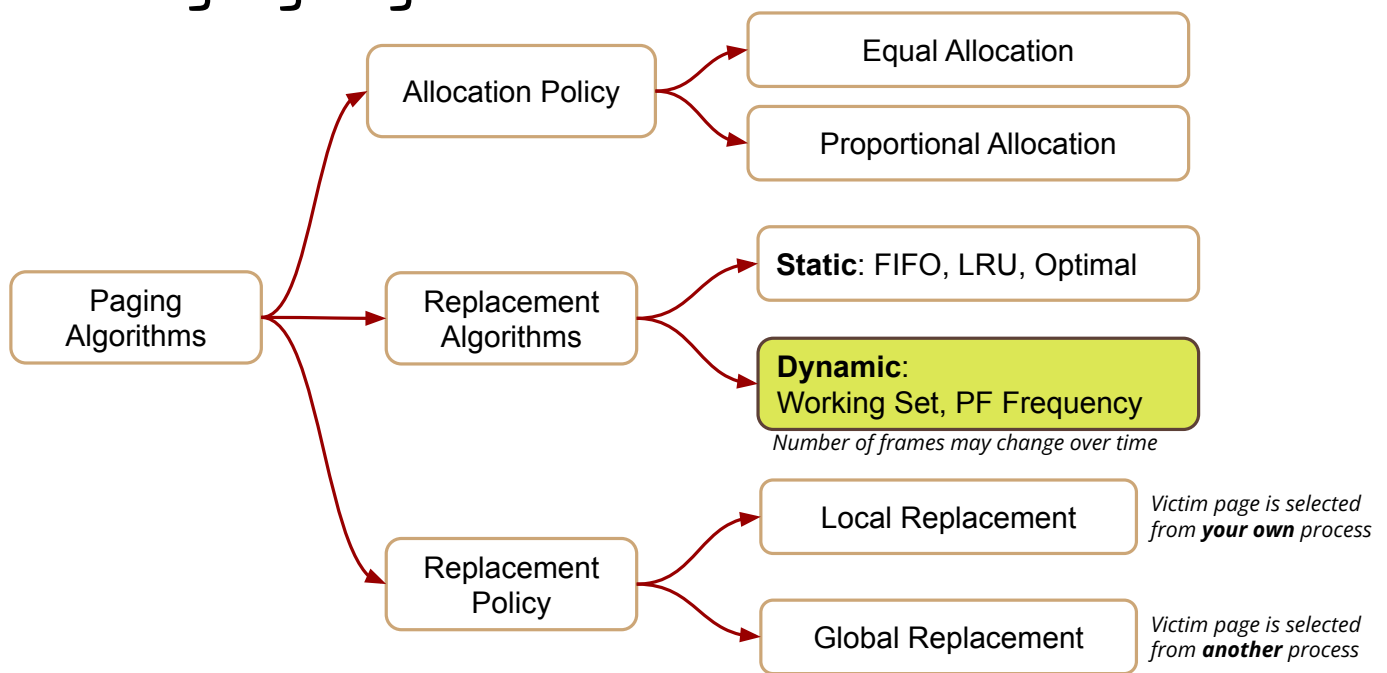 Allocation Policy
Equal Allocation
Proportional Allocation
Paging
Algorithms
Replacement
Algorithms
Static: FIFO, LRU, Optimal
Dynamic:
Working Set, PF Frequency
Number of frames may change over time
Replacement
Policy
Local Replacement
Victim page is selected
from your own process
Global Replacement
Victim page is selected
from another process